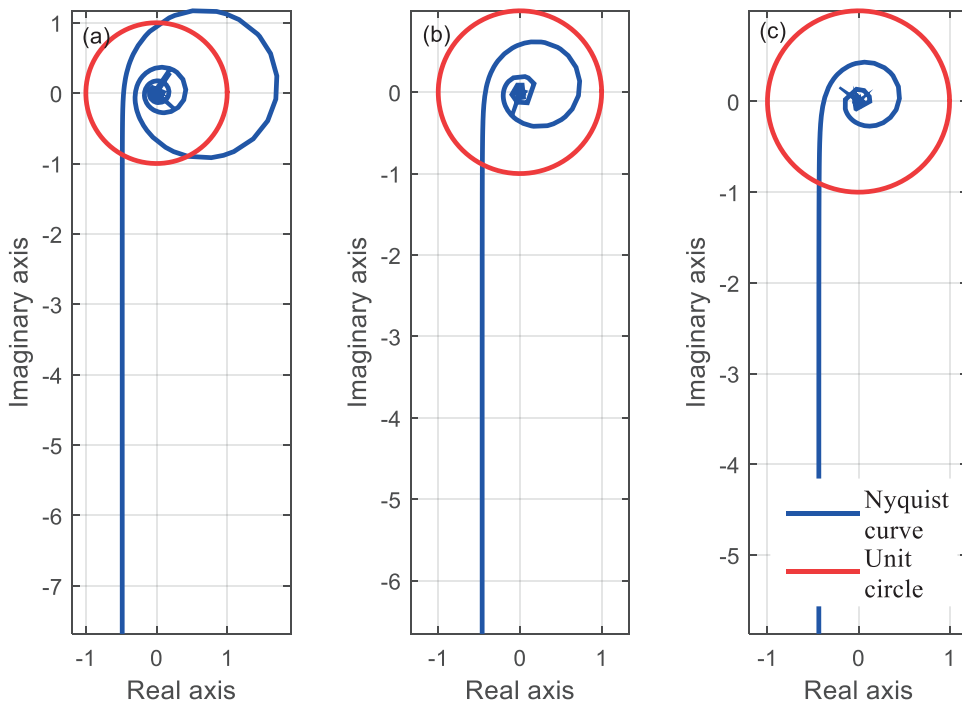 (a)
1
0
-1
-2
-3
-4
-5
-6
-7
-1 0 1
Imaginary axis
Real axis
(b)
0
-1
-2
-3
-4
-5
-6
-1 0 1
Imaginary axis
Real axis
(c)
0
-1
-2
-3
-4
-5
-1 0 1
Imaginary axis
Real axis
Nyquist
curve
Unit
circle